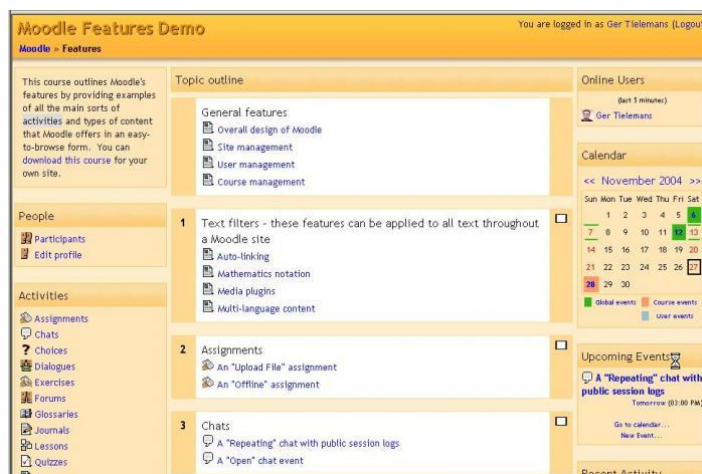 Moodle Features Demo
You are logged in as Ger Tielemans (Logout
Moodle » Features
This course outlines Moodle's
features by providing examples
of all the main sorts of
activities and types of content
that Moodle offers in an easy-
to-browse form. You can
download this course for your
own site.
People
Participants
Edit profile
Activities
Assignments
Chats
Choices
Dialogues
Exercises
Forums
Glossaries
Journals
Lessons
Quizzes
Topic outline
General features
Overall design of Moodle
Site management
User management
Course management
1 Text filters - these features can be applied to all text throughout
a Moodle site
Auto-linking
Mathematics notation
Media plugins
Multi-language content
2 Assignments
An "Upload File" assignment
An "Offline" assignment
3 Chats
A "Repeating" chat with public session logs
A "Open" chat event
Online Users
(last 5 minutes)
Ger Tielemans
Calendar
<< November 2004 >>
Sun Mon Tue Wed Thu Fri Sat
1 2 3 4 5 6
7 8 9 10 11 12 13
14 15 16 17 18 19 20
21 22 23 24 25 26 27
28 29 30
Global events Course events
User events
Upcoming Events
A "Repeating" chat with
public session logs
Tomorrow (03:00 PM)
Go to calendar...
New Event...
Recent Activity